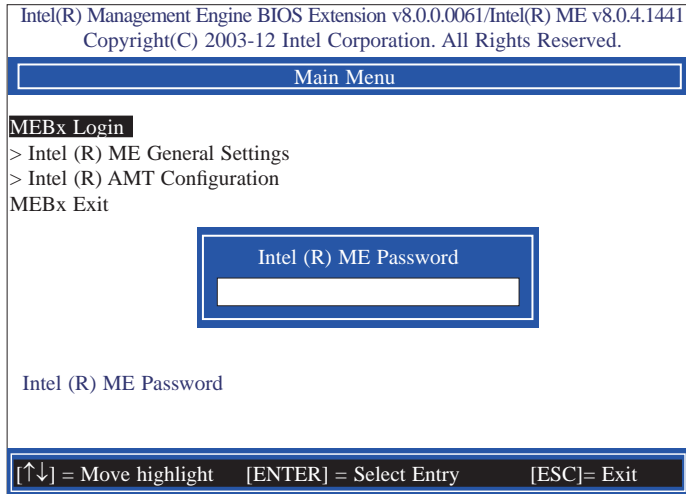 Intel(R) Management Engine BIOS Extension v8.0.0.0061/Intel(R) ME v8.0.4.1441
Copyright(C) 2003-12 Intel Corporation. All Rights Reserved.
Main Menu
MEBx Login
> Intel (R) ME General Settings
> Intel (R) AMT Configuration
MEBx Exit
Intel (R) ME Password
Intel (R) ME Password
[↑↓] = Move highlight [ENTER] = Select Entry [ESC]= Exit